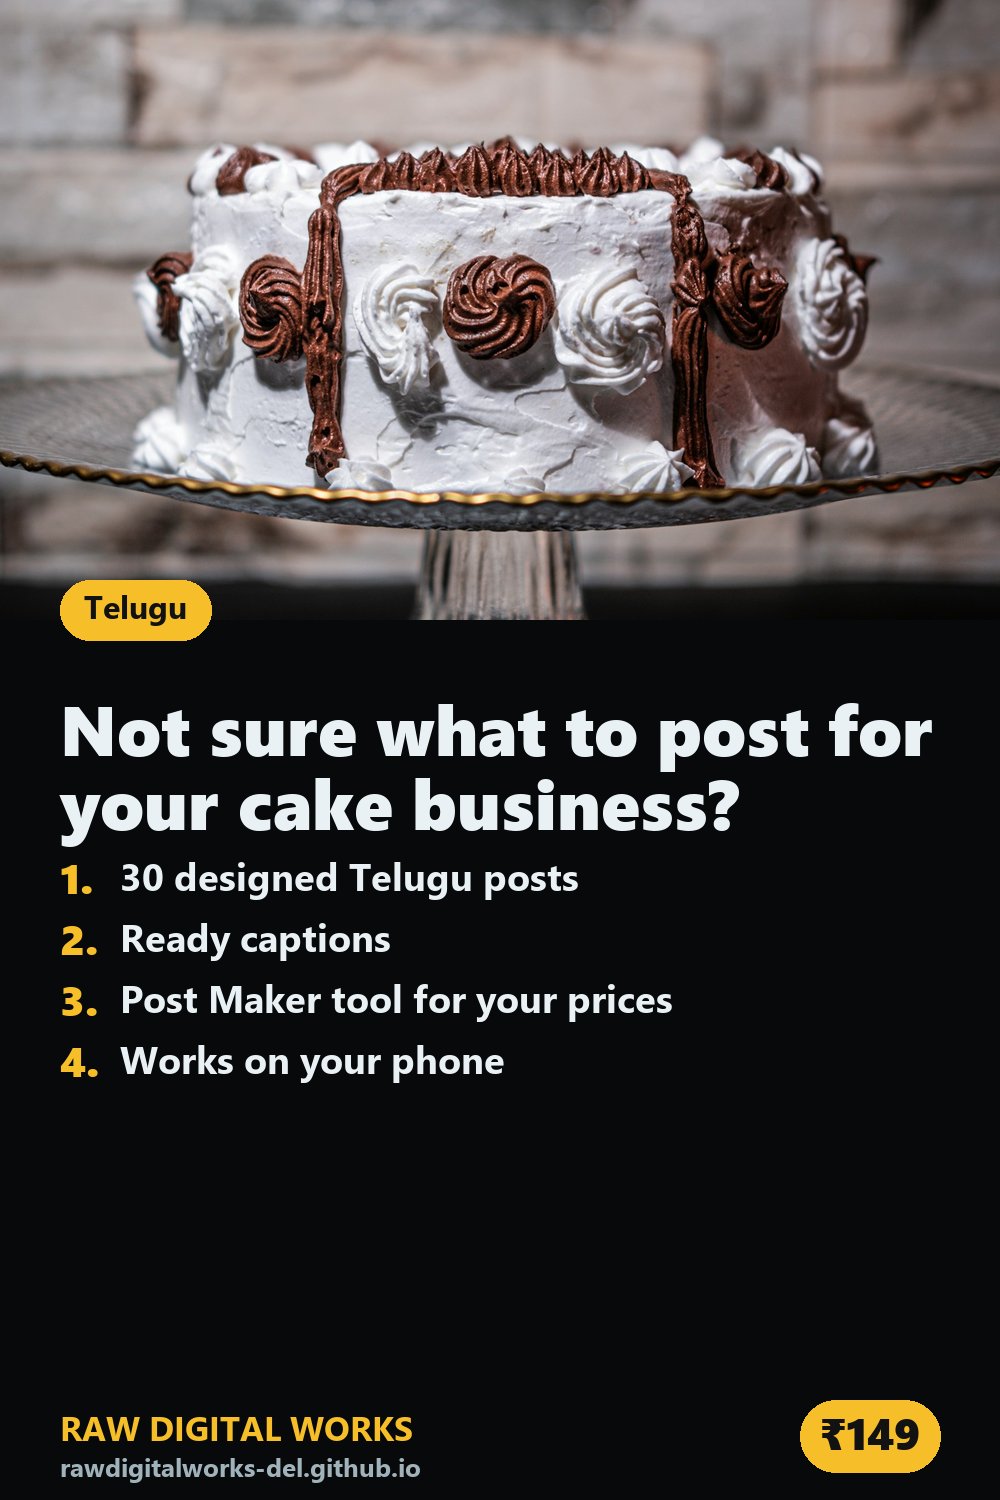 Telugu
Not sure what to post for
your cake business?
1. 30 designed Telugu posts
2. Ready captions
3. Post Maker tool for your prices
4. Works on your phone
RAW DIGITAL WORKS
rawdigitalworks-del.github.io
₹149